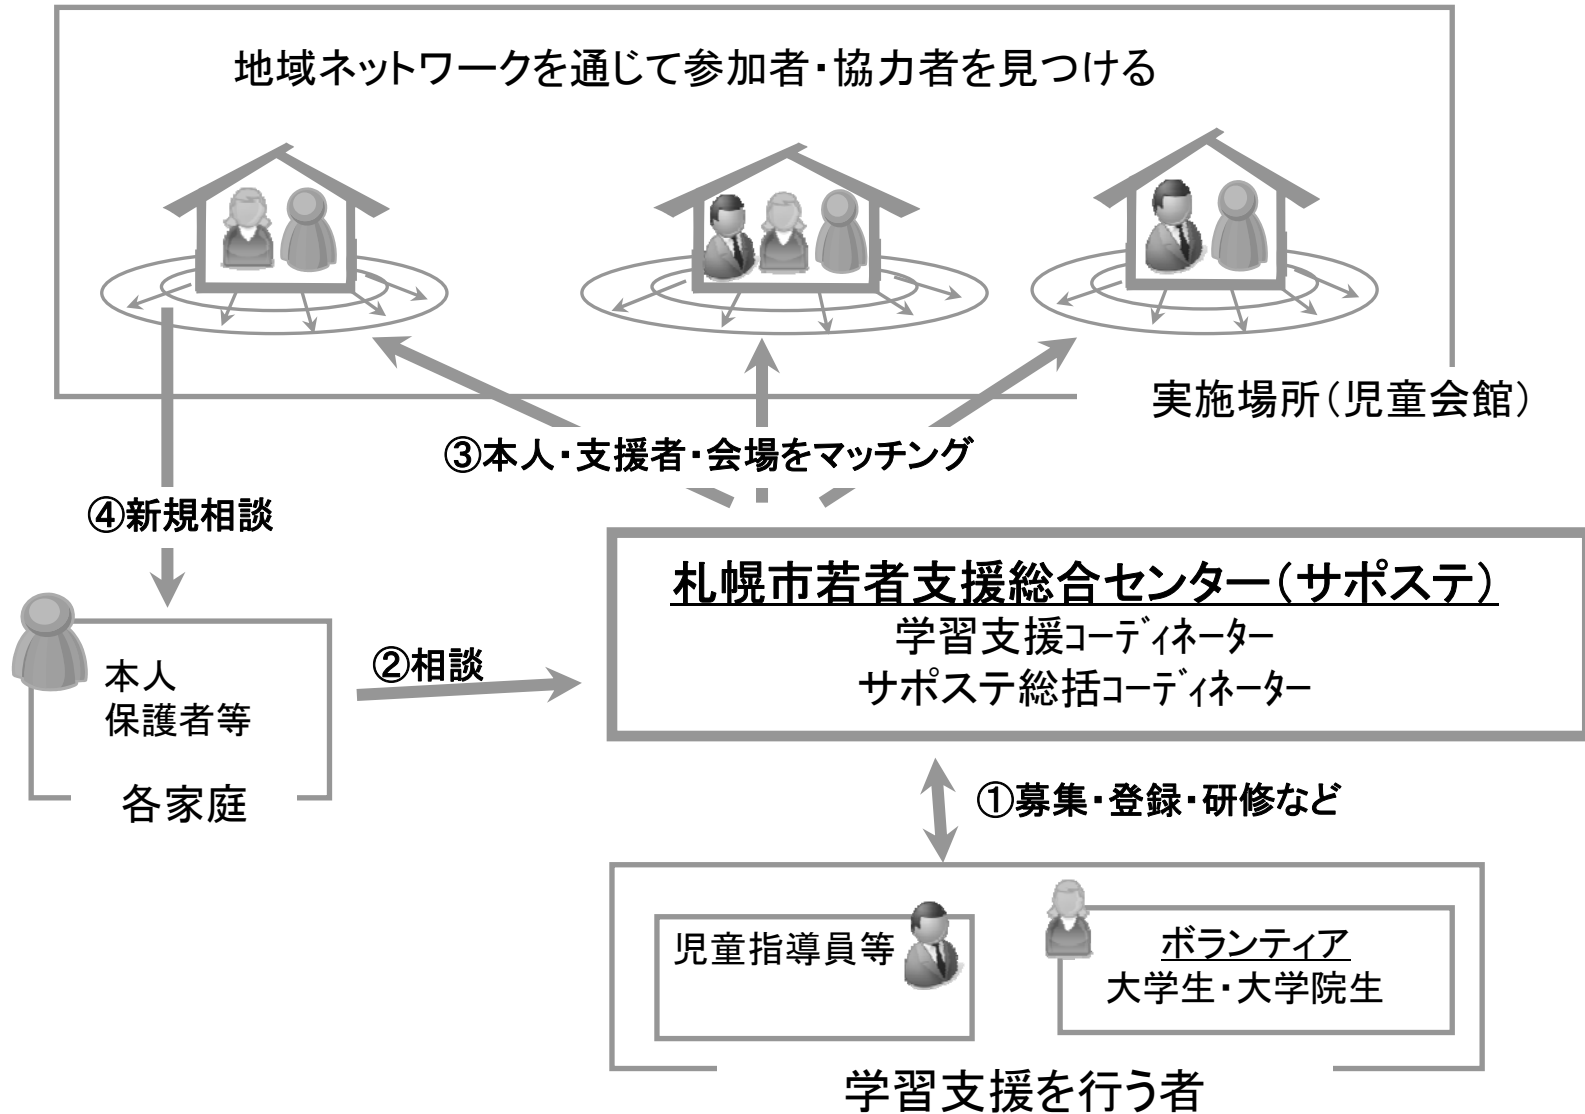 地域ネットワークを通じて参加者・協力者を見つける
実施場所(児童会館)
③本人・支援者・会場をマッチング
④新規相談
札幌市若者支援総合センター(サポステ)
学習支援ｺｰﾃﾞｨﾈｰﾀｰ
サポステ総括ｺｰﾃﾞｨﾈｰﾀｰ
②相談
本人
保護者等
各家庭
①募集・登録・研修など
児童指導員等
ボランティア
大学生・大学院生
学習支援を行う者